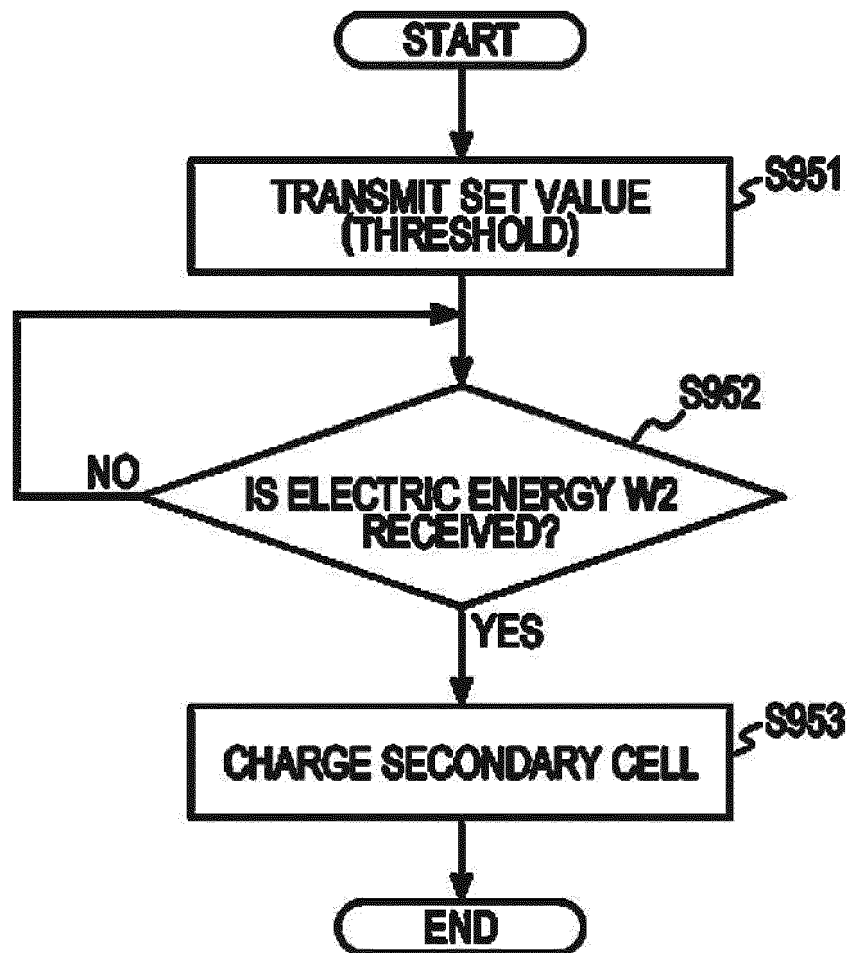 START
TRANSMIT SET VALUE
(THRESHOLD)
S951
S952
NO
IS ELECTRIC ENERGY W2
RECEIVED?
YES
CHARGE SECONDARY CELL
S953
END